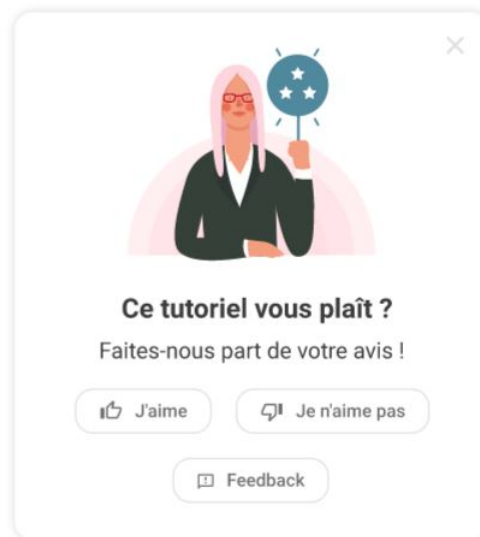 Ce tutoriel vous plaît ?
Faites-nous part de votre avis !
J'aime
Je n'aime pas
Feedback